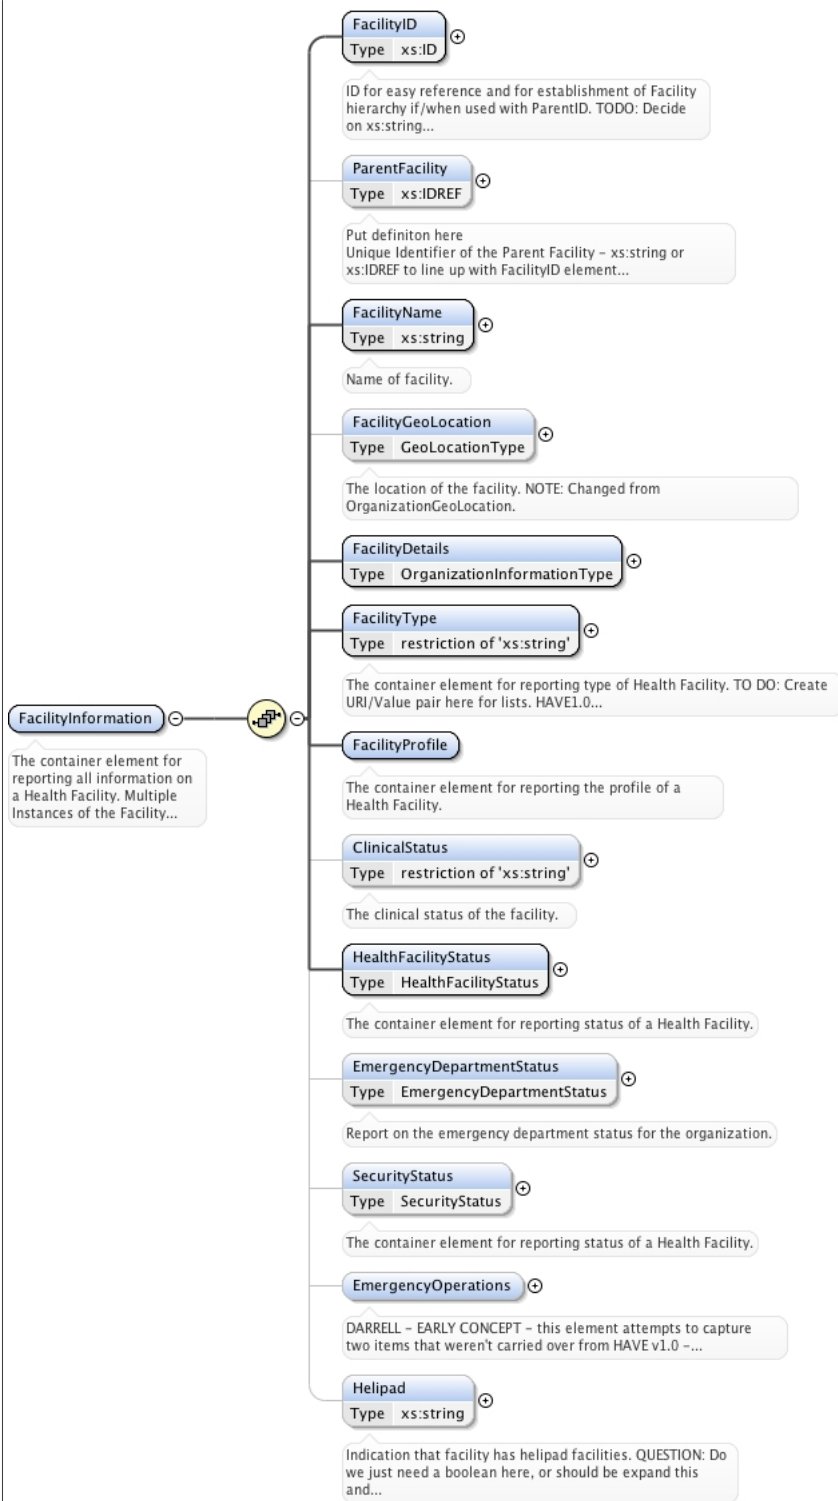 FacilityID
Type xs:ID
ID for easy reference and for establishment of Facility
hierarchy if/when used with ParentID. TODO: Decide
on xs:string...
ParentFacility
Type xs:IDREF
Put definiton here
Unique Identifier of the Parent Facility – xs:string or
xs:IDREF to line up with FacilityID element...
FacilityName
Type xs:string
Name of facility.
FacilityGeoLocation
Type GeoLocationType
The location of the facility. NOTE: Changed from
OrganizationGeoLocation.
FacilityDetails
Type OrganizationInformationType
FacilityType
Type restriction of 'xs:string'
The container element for reporting type of Health Facility. TO DO: Create
URI/Value pair here for lists. HAVE1.0...
FacilityInformation
The container element for
reporting all information on
a Health Facility. Multiple
Instances of the Facility...
FacilityProfile
The container element for reporting the profile of a
Health Facility.
ClinicalStatus
Type restriction of 'xs:string'
The clinical status of the facility.
HealthFacilityStatus
Type HealthFacilityStatus
The container element for reporting status of a Health Facility.
EmergencyDepartmentStatus
Type EmergencyDepartmentStatus
Report on the emergency department status for the organization.
SecurityStatus
Type SecurityStatus
The container element for reporting status of a Health Facility.
EmergencyOperations
DARRELL – EARLY CONCEPT – this element attempts to capture
two items that weren't carried over from HAVE v1.0 –...
Helipad
Type xs:string
Indication that facility has helipad facilities. QUESTION: Do
we just need a boolean here, or should be expand this
and...